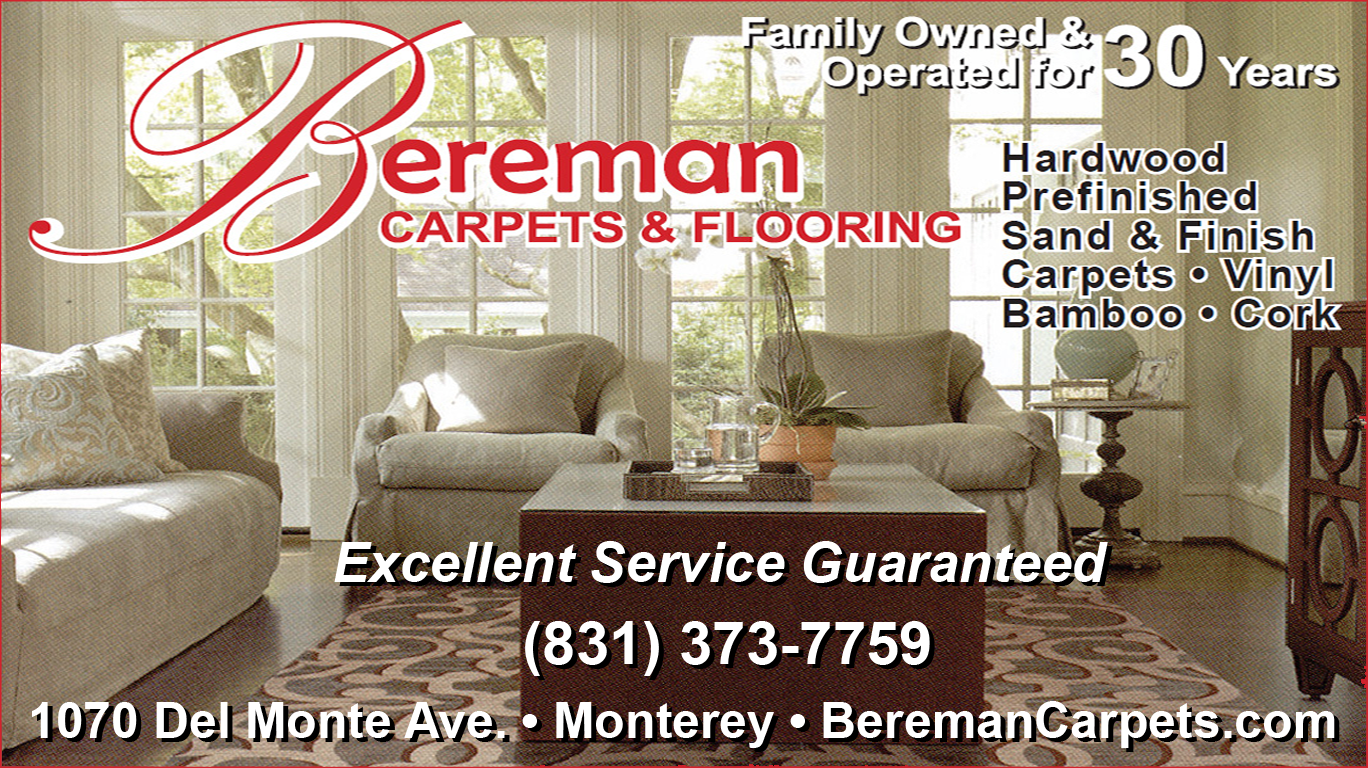 Family Owned &
Operated for 30 Years
Bereman
CARPETS & FLOORING
Hardwood
Prefinished
Sand & Finish
Carpets • Vinyl
Bamboo • Cork
Excellent Service Guaranteed
(831) 373-7759
1070 Del Monte Ave. • Monterey • BeremanCarpets.com